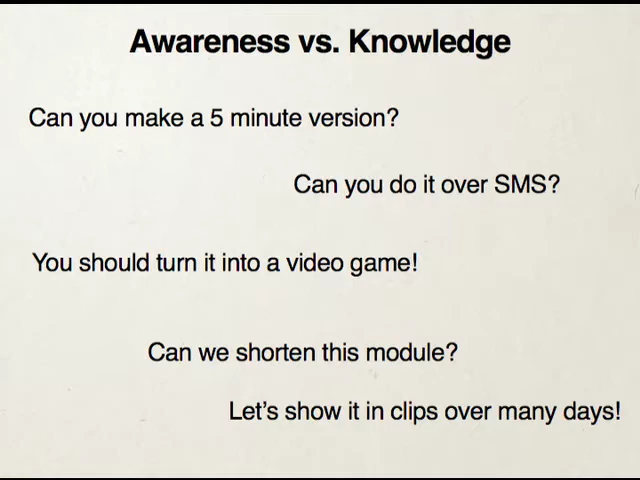 Awareness vs. Knowledge
Can you make a 5 minute version?
Can you do it over SMS?
You should turn it into a video game!
Can we shorten this module?
Let's show it in clips over many days!